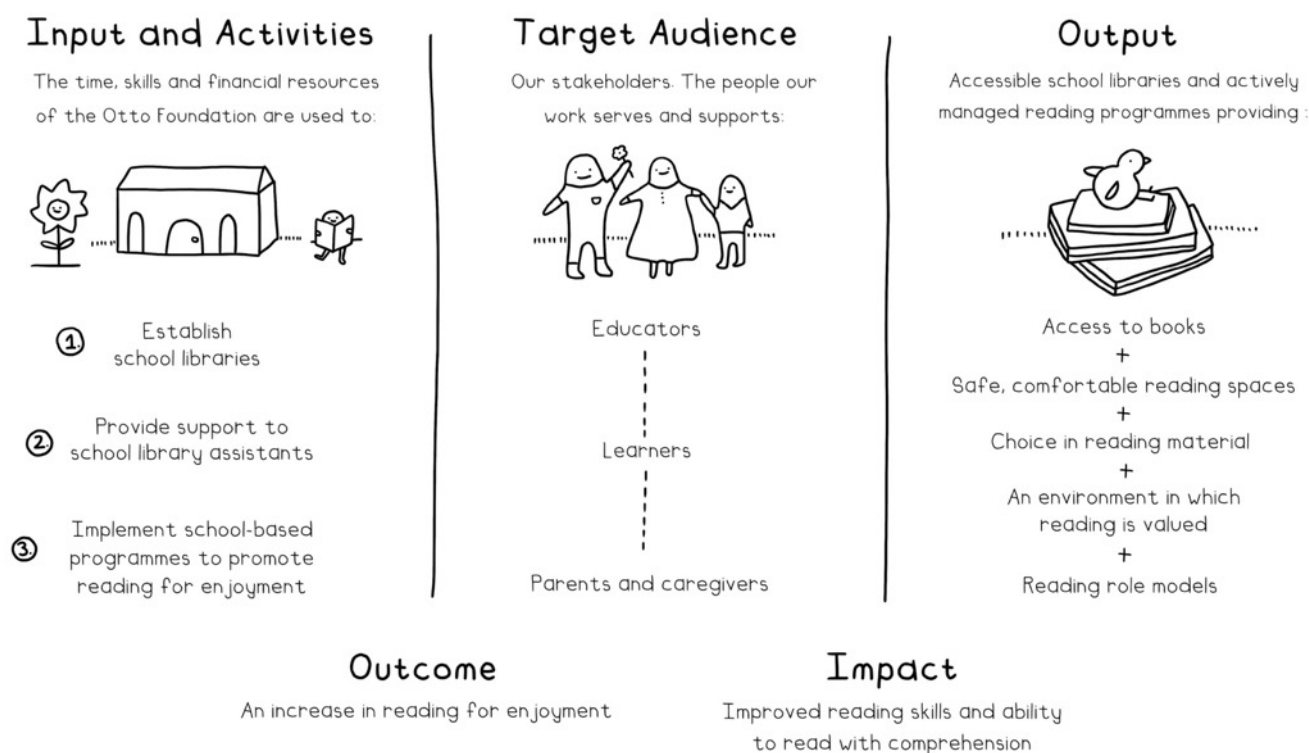 Input and Activities
The time, skills and financial resources
of the Otto Foundation are used to:
1.
Establish
school libraries
2.
Provide support to
school library assistants
3.
Implement school-based
programmes to promote
reading for enjoyment
Target Audience
Our stakeholders. The people our
work serves and supports:
Educators
Learners
Parents and caregivers
Output
Accessible school libraries and actively
managed reading programmes providing :
Access to books
+
Safe, comfortable reading spaces
+
Choice in reading material
+
An environment in which
reading is valued
+
Reading role models
Outcome
An increase in reading for enjoyment
Impact
Improved reading skills and ability
to read with comprehension